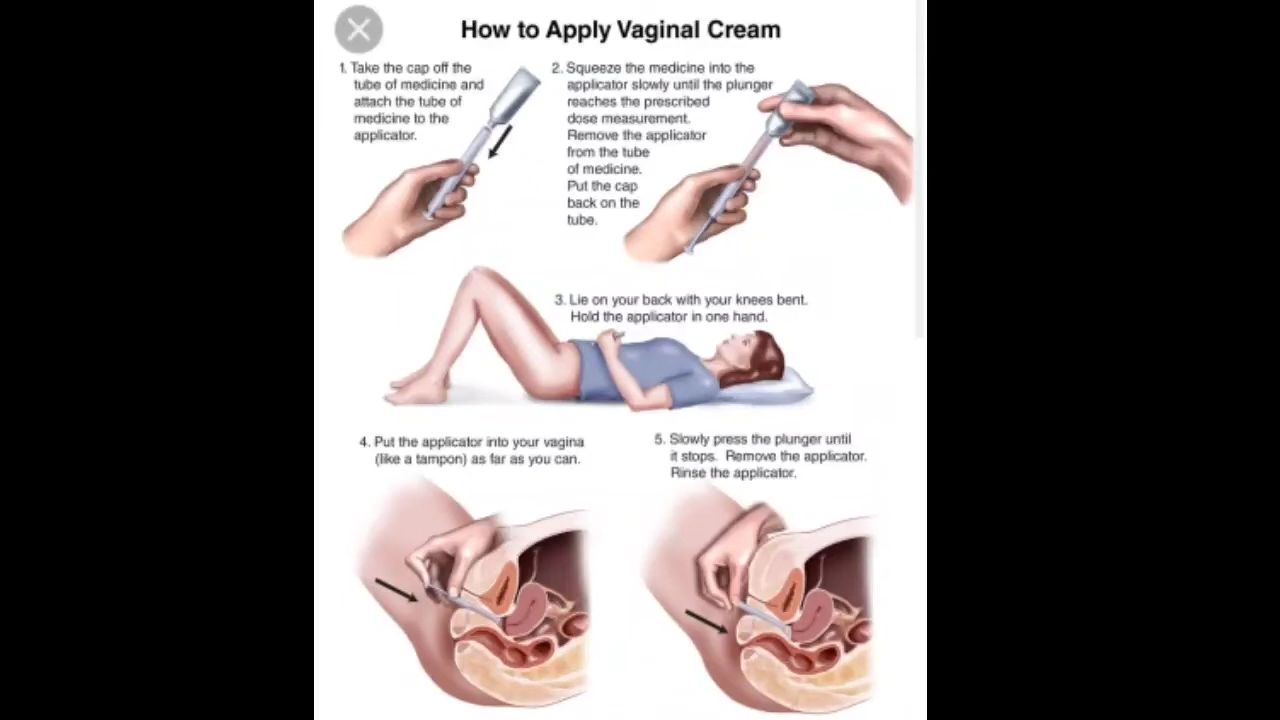 How to Apply Vaginal Cream
1. Take the cap off the
tube of medicine and
attach the tube of
medicine to the
applicator.
2. Squeeze the medicine into the
applicator slowly until the plunger
reaches the prescribed
dose measurement.
Remove the applicator
from the tube
of medicine.
Put the cap
back on the
tube.
3. Lie on your back with your knees bent.
Hold the applicator in one hand.
4. Put the applicator into your vagina
(like a tampon) as far as you can.
5. Slowly press the plunger until
it stops. Remove the applicator.
Rinse the applicator.